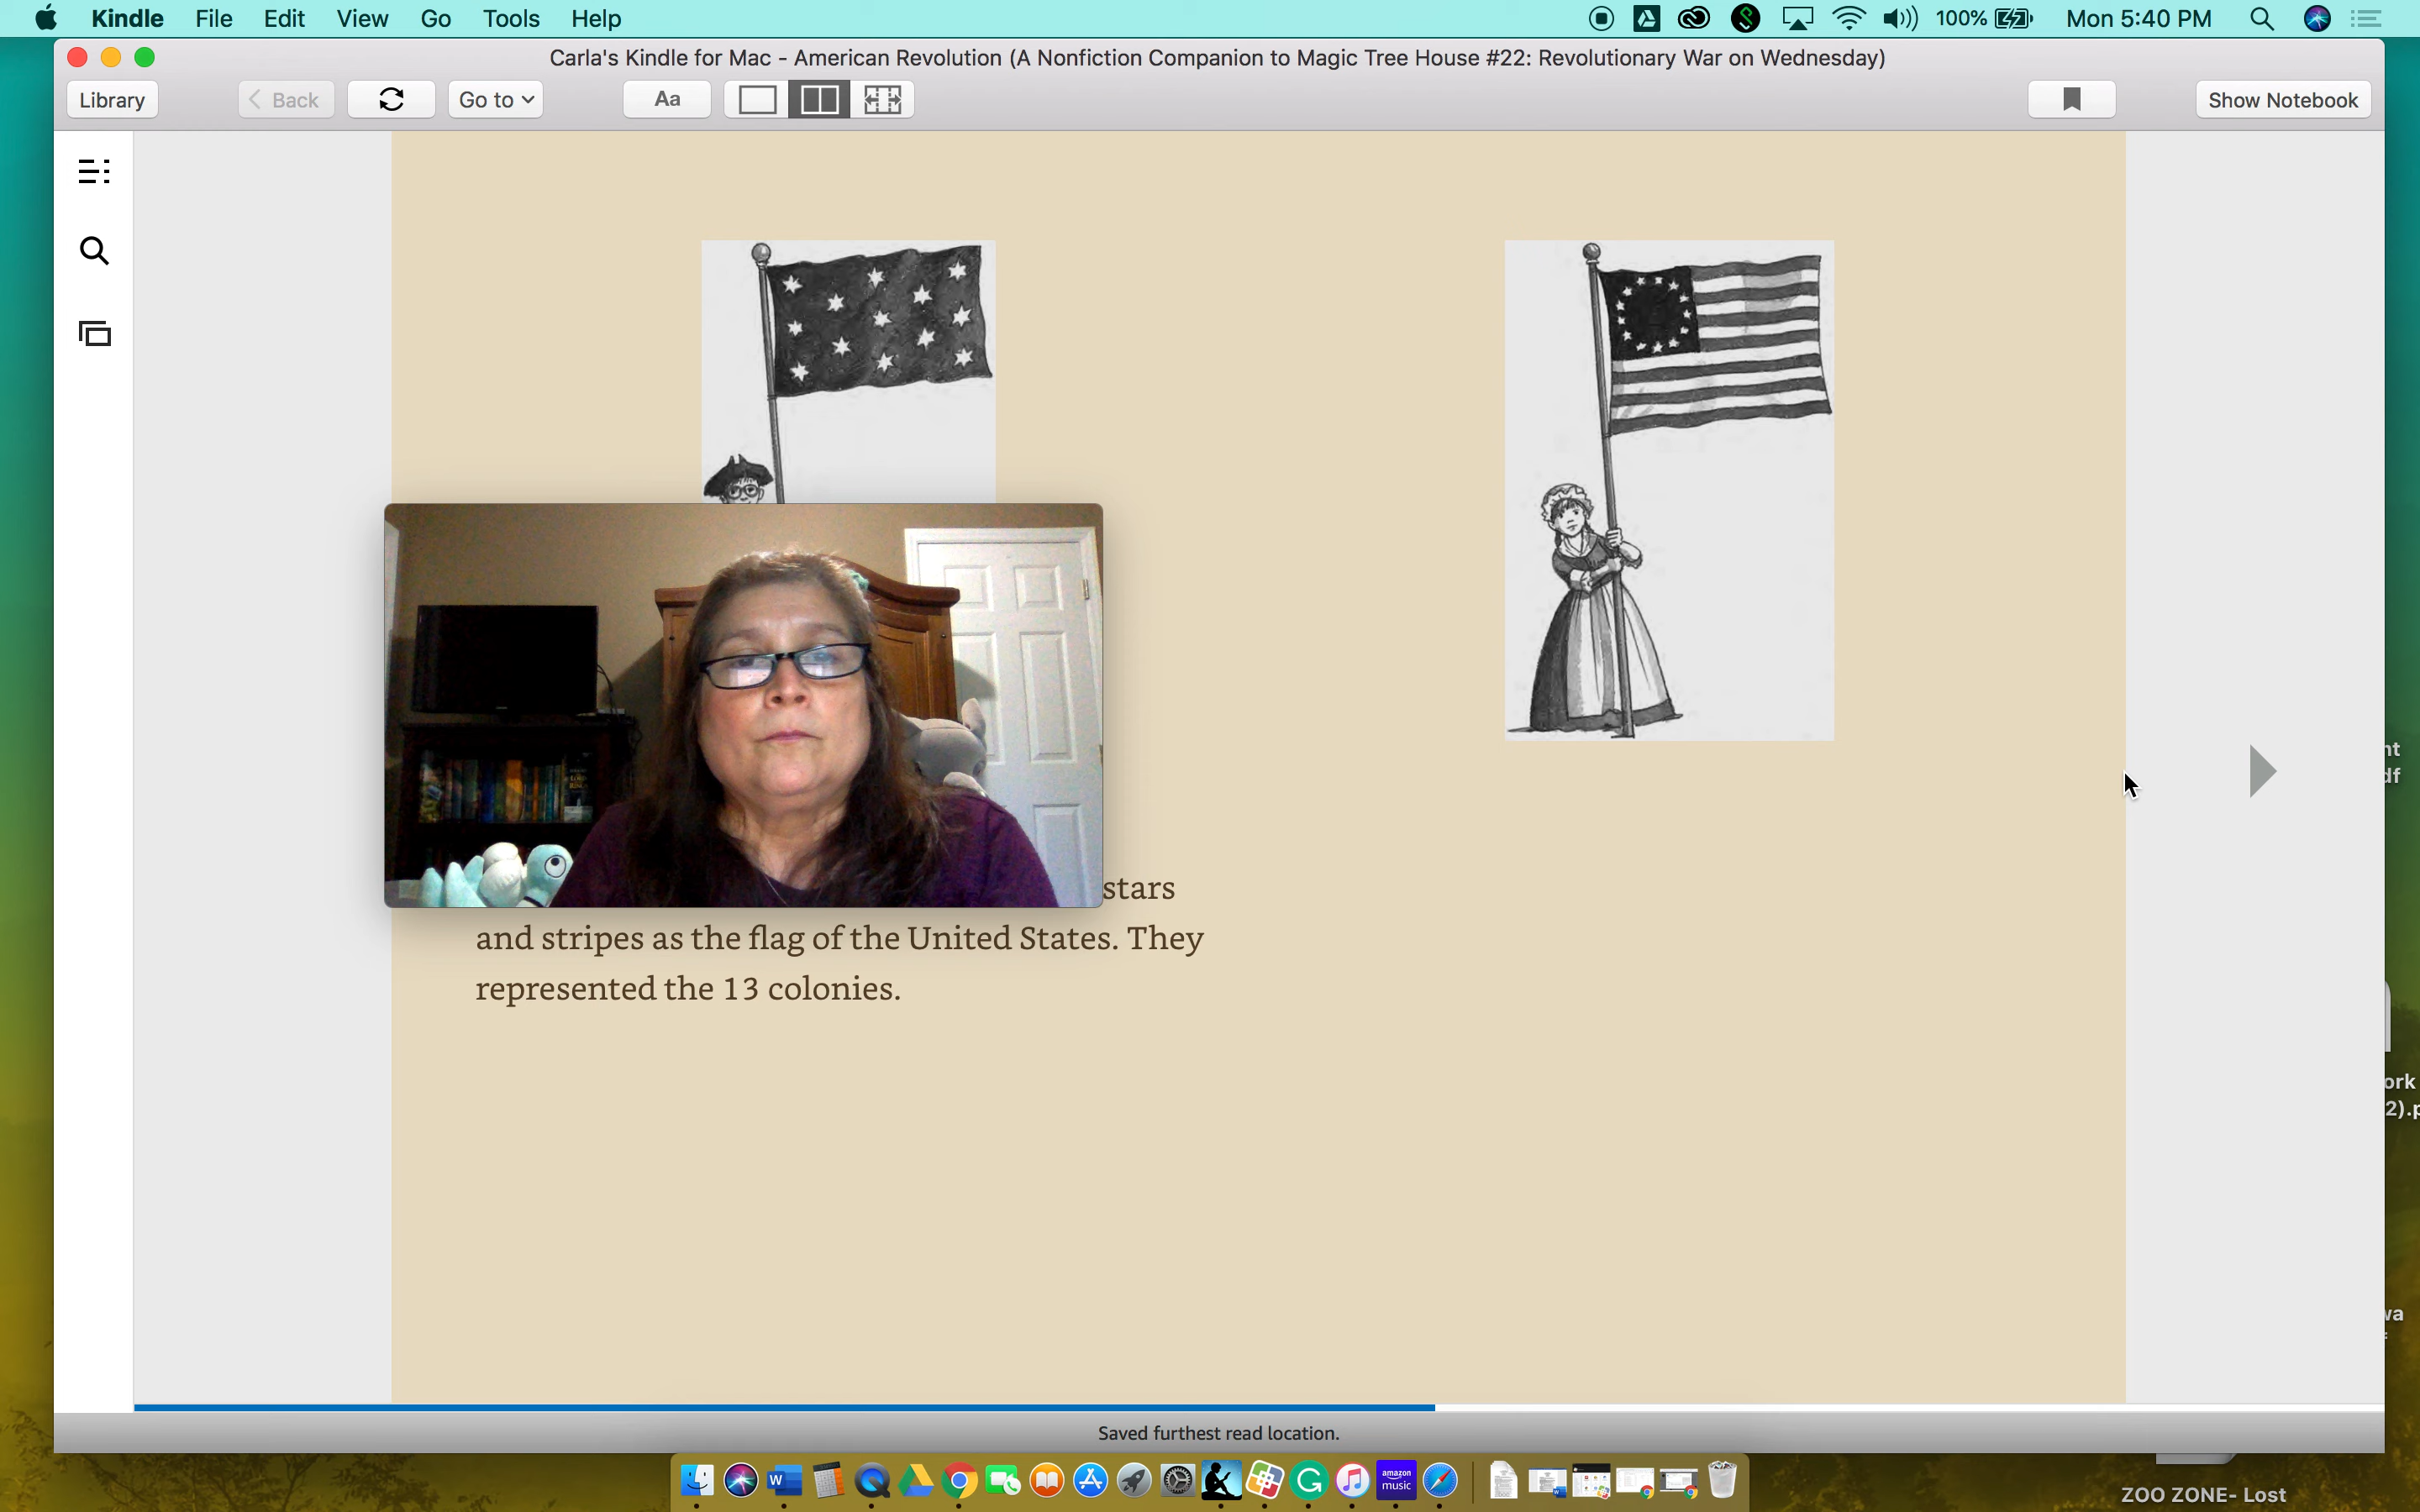 Kindle File Edit View Go Tools Help 100% Mon 5:40 PM
Carla's Kindle for Mac - American Revolution (A Nonfiction Companion to Magic Tree House #22: Revolutionary War on Wednesday)
Library Back Go to Aa Show Notebook
stars
and stripes as the flag of the United States. They
represented the 13 colonies.
Saved furthest read location.
amazon
music
ZOO ZONE- Lost